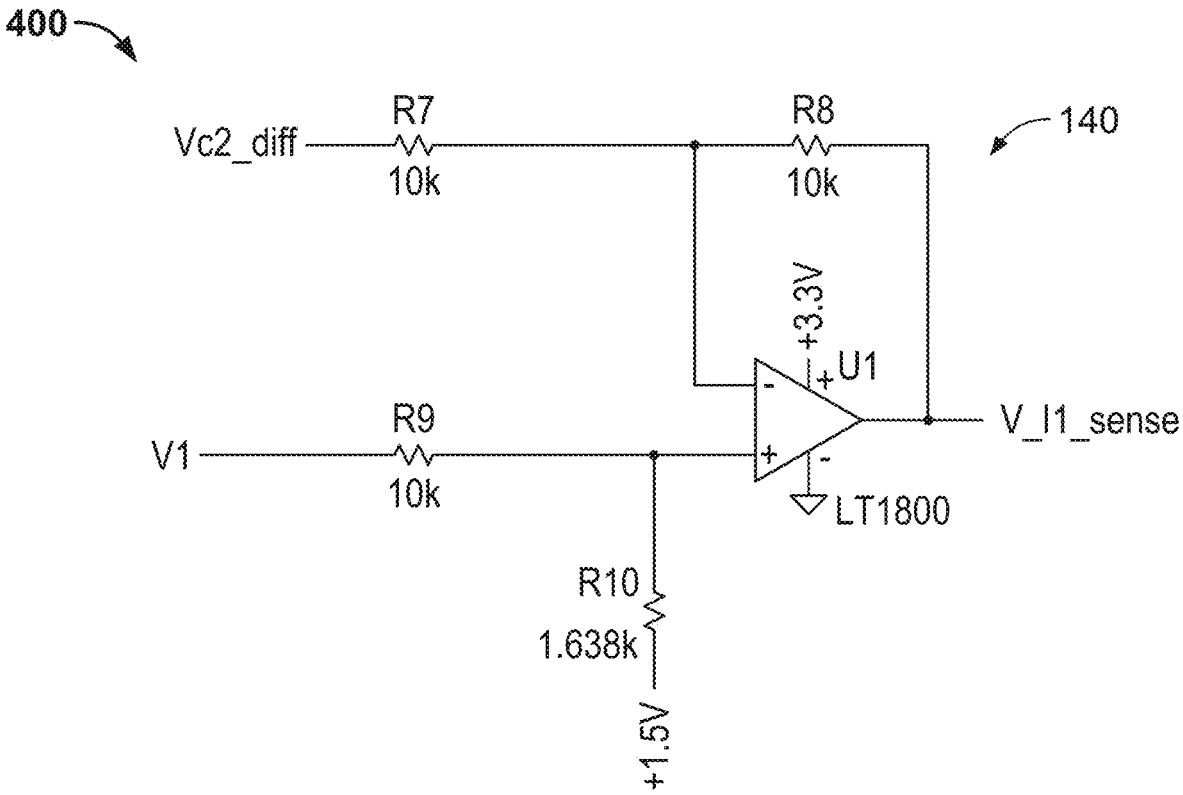 400
R7
R8
140
Vc2_diff
10k
10k
+3.3V
+ U1
-
R9
V_I1_sense
V1
+
-
10k
LT1800
R10
1.638k
+1.5V